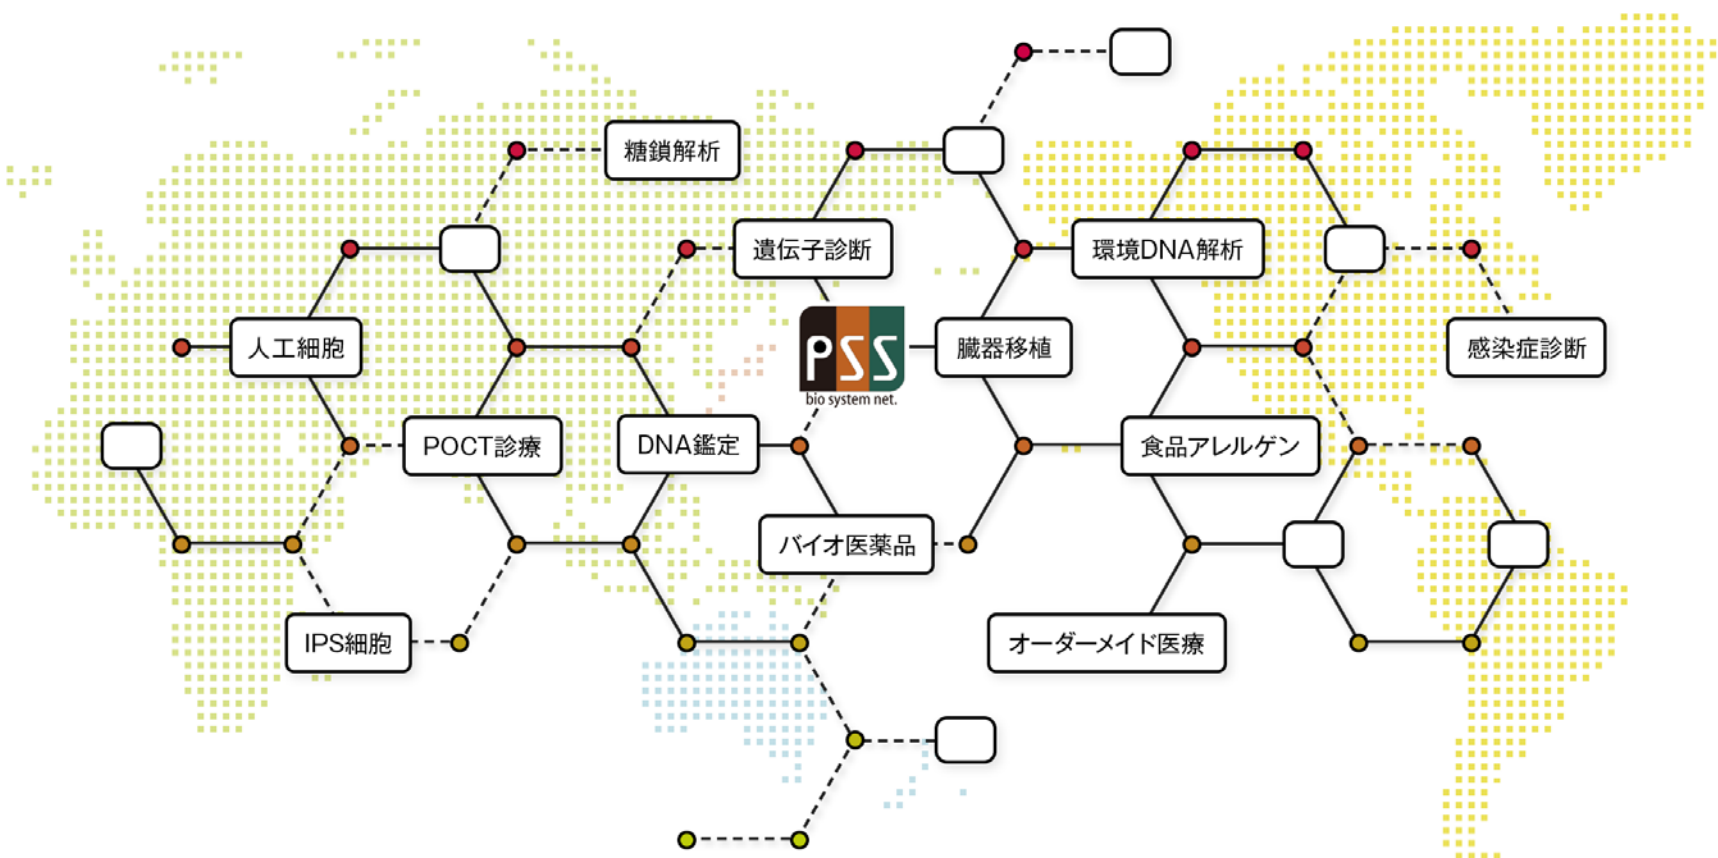 糖鎖解析
遺伝子診断
環境DNA解析
人工細胞
PSS
bio system net.
臓器移植
感染症診断
POCT診療
DNA鑑定
食品アレルゲン
バイオ医薬品
IPS細胞
オーダーメイド医療